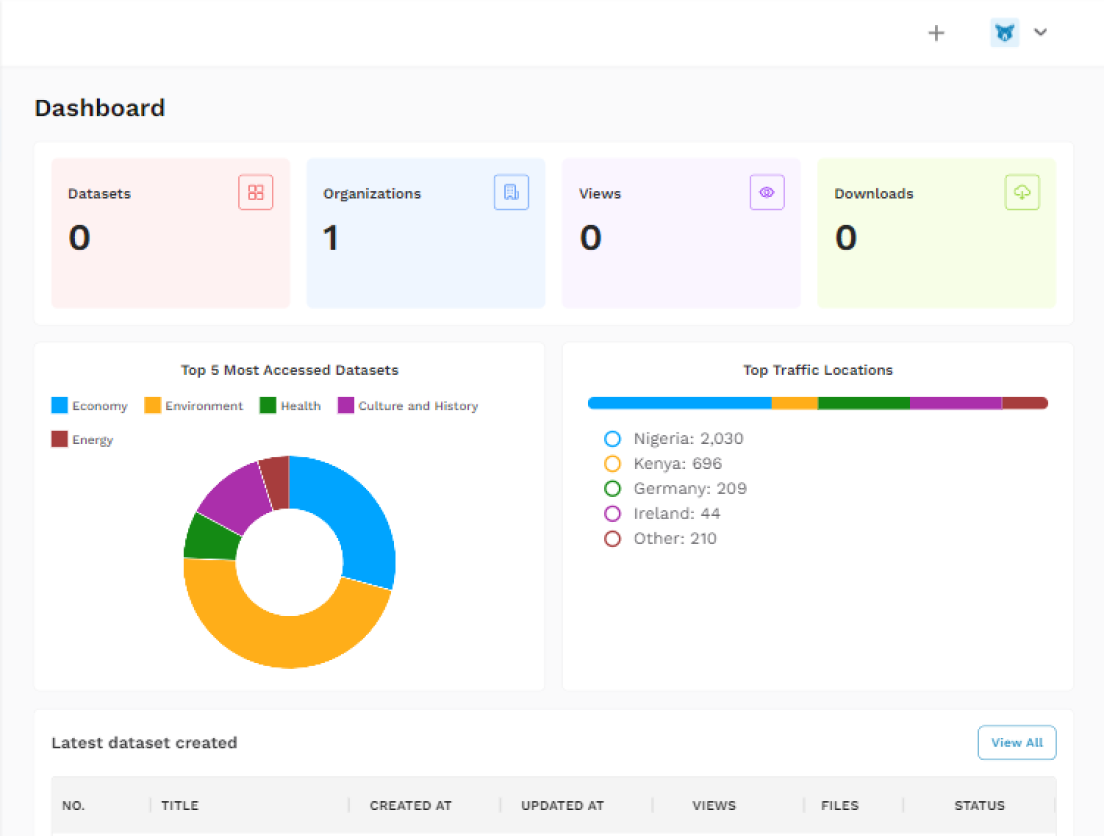 Dashboard
Datasets
0
Organizations
1
Views
0
Downloads
0
Top 5 Most Accessed Datasets
Economy Environment Health Culture and History
Energy
Top Traffic Locations
Nigeria: 2,030
Kenya: 696
Germany: 209
Ireland: 44
Other: 210
Latest dataset created
View All
NO. TITLE CREATED AT UPDATED AT VIEWS FILES STATUS